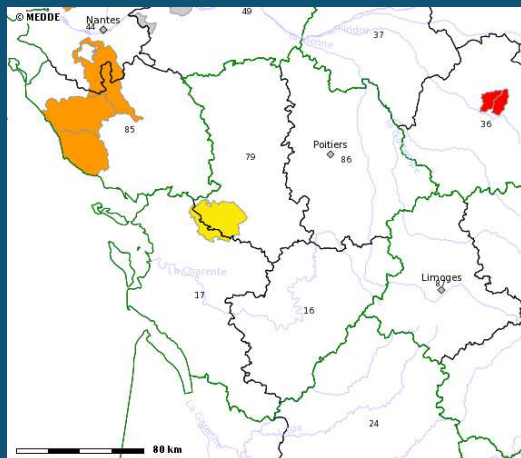 © MEDDE
Nantes
44
49
37
Indre
85
79
Poitiers
86
36
La Charente
17
16
Limoges
87
24
80 km